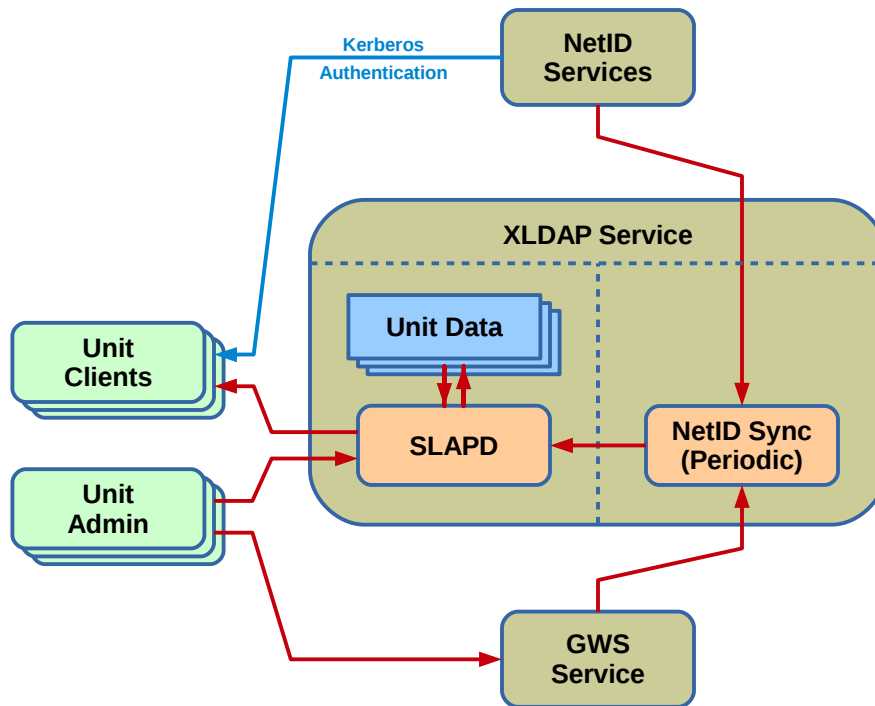 NetID
Services
Kerberos
Authentication
XLDAP Service
Unit Data
Unit
Clients
SLAPD
NetID Sync
(Periodic)
Unit
Admin
GWS
Service